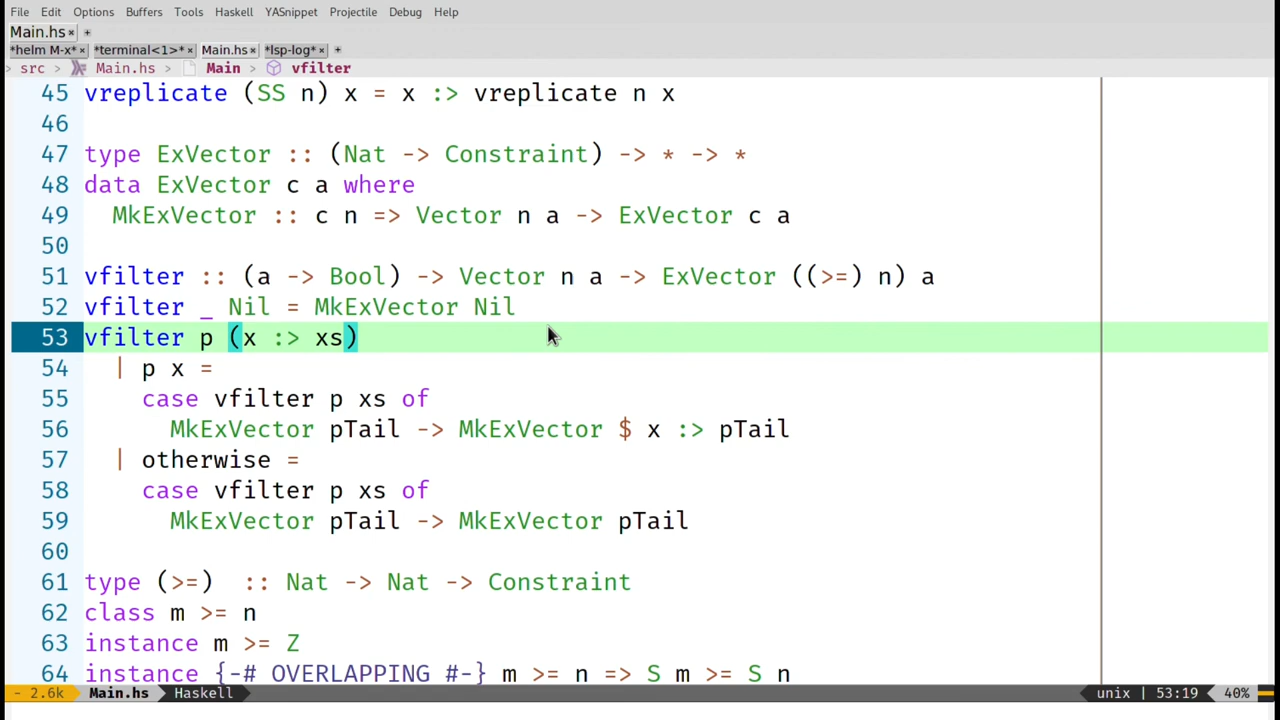 File Edit Options Buffers Tools Haskell YASnippet Projectile Debug Help
Main.hs × +
*helm M-x* × *terminal<1>* × Main.hs × *lsp-log* × +
> src > Main.hs > Main > vfilter
45 vreplicate (SS n) x = x :> vreplicate n x
46
47 type ExVector :: (Nat -> Constraint) -> * -> *
48 data ExVector c a where
49   MkExVector :: c n => Vector n a -> ExVector c a
50
51 vfilter :: (a -> Bool) -> Vector n a -> ExVector ((>=) n) a
52 vfilter _ Nil = MkExVector Nil
53 vfilter p (x :> xs)
54   | p x =
55     case vfilter p xs of
56       MkExVector pTail -> MkExVector $ x :> pTail
57   | otherwise =
58     case vfilter p xs of
59       MkExVector pTail -> MkExVector pTail
60
61 type (>=)  :: Nat -> Nat -> Constraint
62 class m >= n
63 instance m >= Z
64 instance {-# OVERLAPPING #-} m >= n => S m >= S n
- 2.6k Main.hs Haskell unix | 53:19 40%